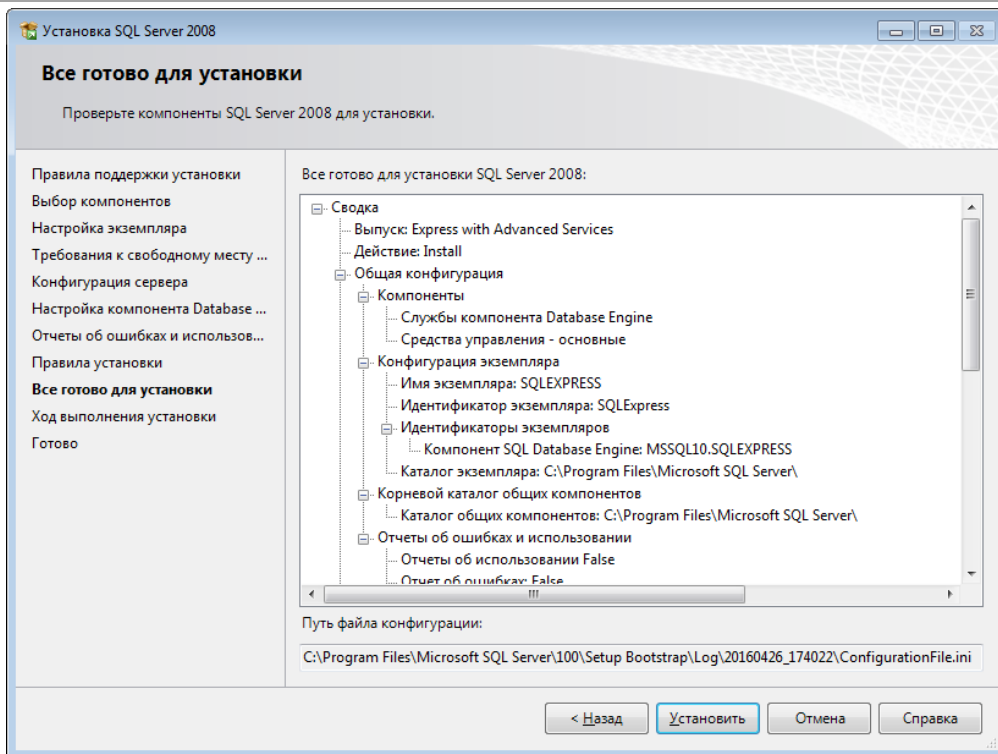 Установка SQL Server 2008
Все готово для установки
Проверьте компоненты SQL Server 2008 для установки.
Правила поддержки установки
Выбор компонентов
Настройка экземпляра
Требования к свободному месту ...
Конфигурация сервера
Настройка компонента Database ...
Отчеты об ошибках и использов...
Правила установки
Все готово для установки
Ход выполнения установки
Готово
Все готово для установки SQL Server 2008:
Сводка
Выпуск: Express with Advanced Services
Действие: Install
Общая конфигурация
Компоненты
Службы компонента Database Engine
Средства управления - основные
Конфигурация экземпляра
Имя экземпляра: SQLEXPRESS
Идентификатор экземпляра: SQLExpress
Идентификаторы экземпляров
Компонент SQL Database Engine: MSSQL10.SQLEXPRESS
Каталог экземпляра: C:\Program Files\Microsoft SQL Server\
Корневой каталог общих компонентов
Каталог общих компонентов: C:\Program Files\Microsoft SQL Server\
Отчеты об ошибках и использовании
Отчеты об использовании False
Отчет об ошибках: False
Путь файла конфигурации:
C:\Program Files\Microsoft SQL Server\100\Setup Bootstrap\Log\20160426_174022\ConfigurationFile.ini
< Назад
Установить
Отмена
Справка